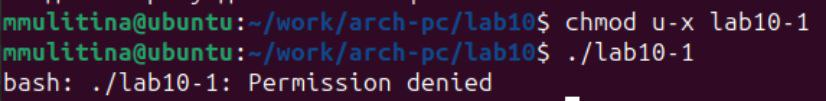 mmulitina@ubuntu:~/work/arch-pc/lab10$ chmod u-x lab10-1
mmulitina@ubuntu:~/work/arch-pc/lab10$ ./lab10-1
bash: ./lab10-1: Permission denied